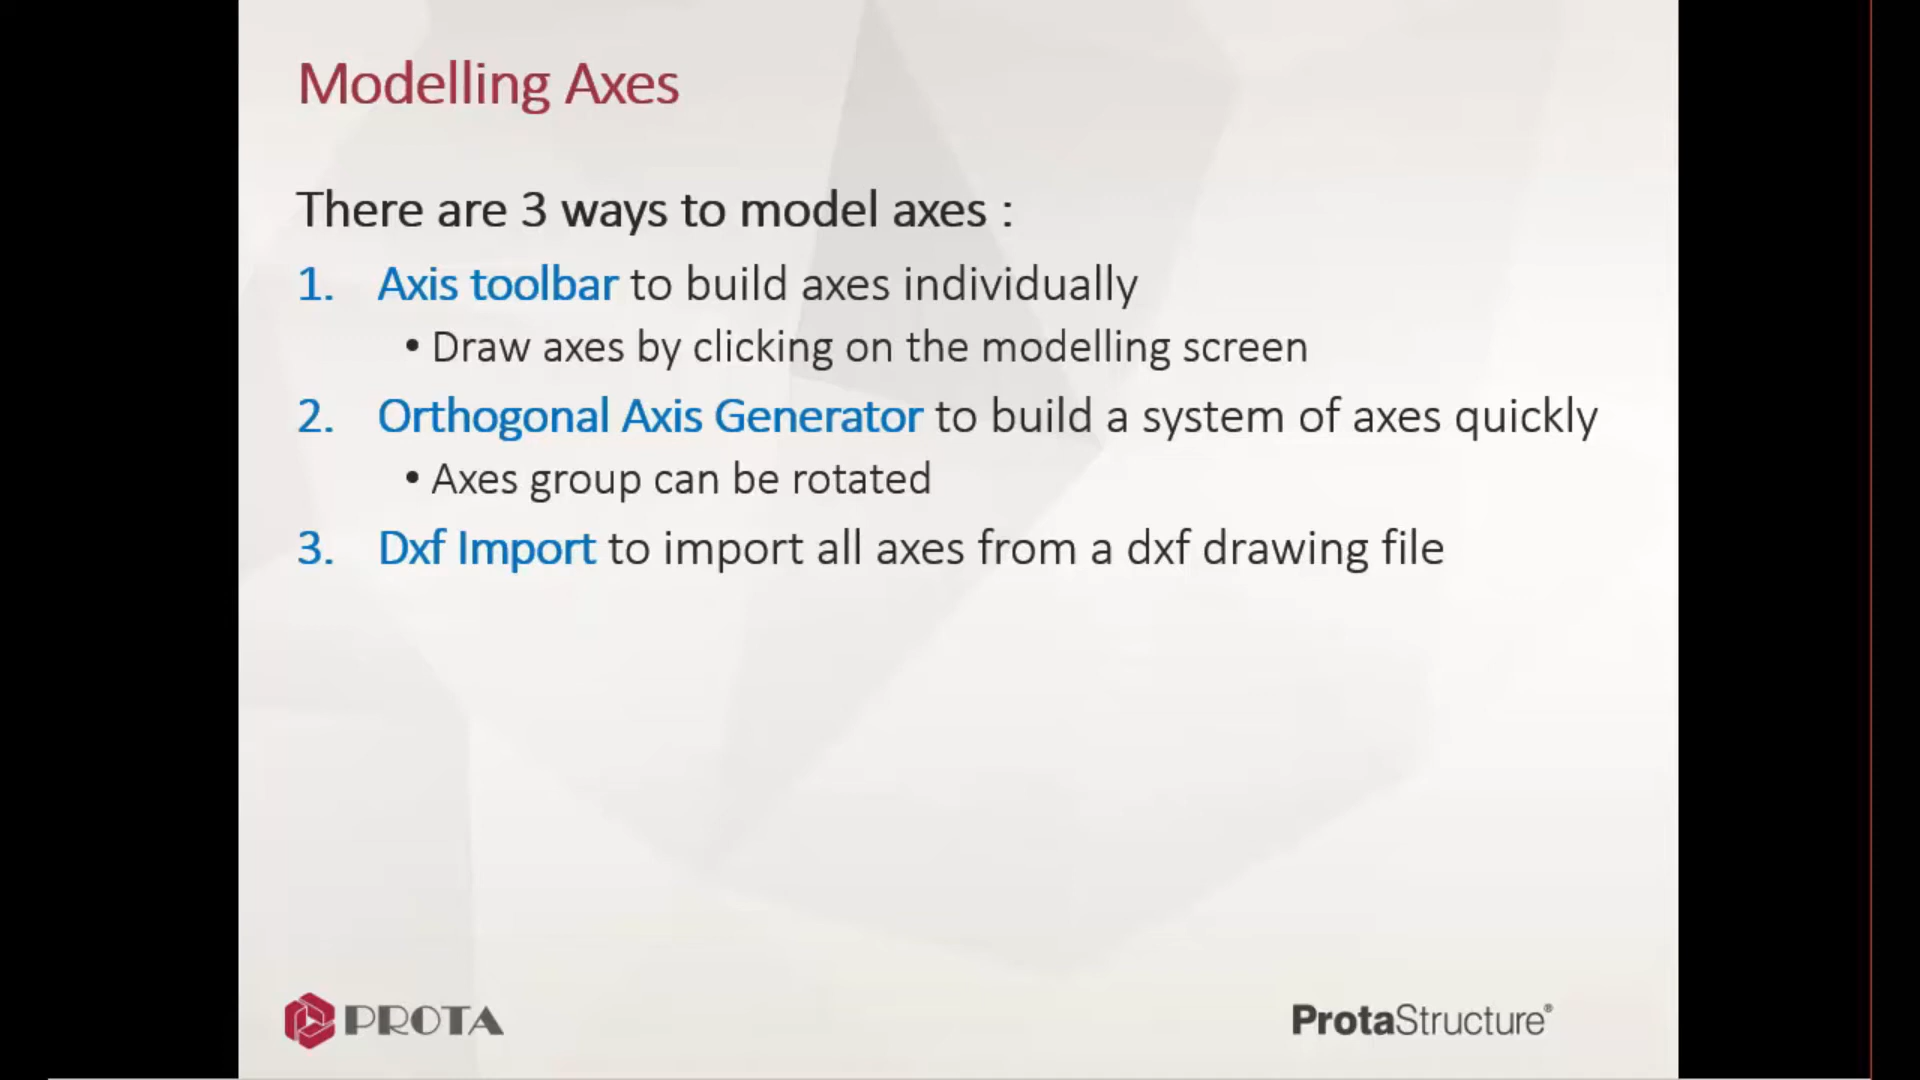 Modelling Axes
There are 3 ways to model axes :
1. Axis toolbar to build axes individually
• Draw axes by clicking on the modelling screen
2. Orthogonal Axis Generator to build a system of axes quickly
• Axes group can be rotated
3. Dxf Import to import all axes from a dxf drawing file
PROTA
ProtaStructure®